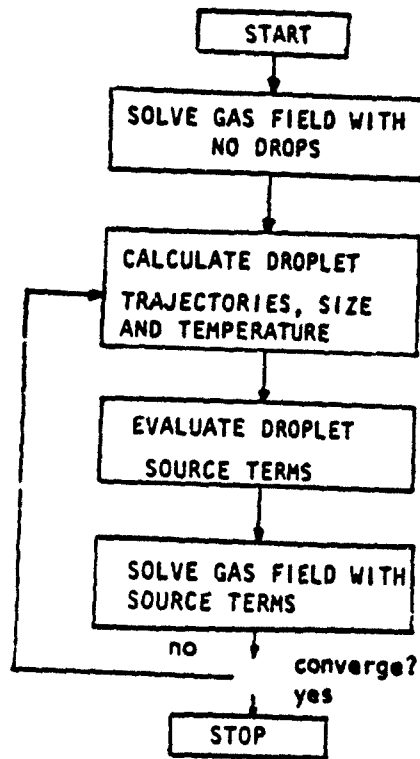 START
SOLVE GAS FIELD WITH
NO DROPS
CALCULATE DROPLET
TRAJECTORIES, SIZE
AND TEMPERATURE
EVALUATE DROPLET
SOURCE TERMS
SOLVE GAS FIELD WITH
SOURCE TERMS
no
converge?
yes
STOP